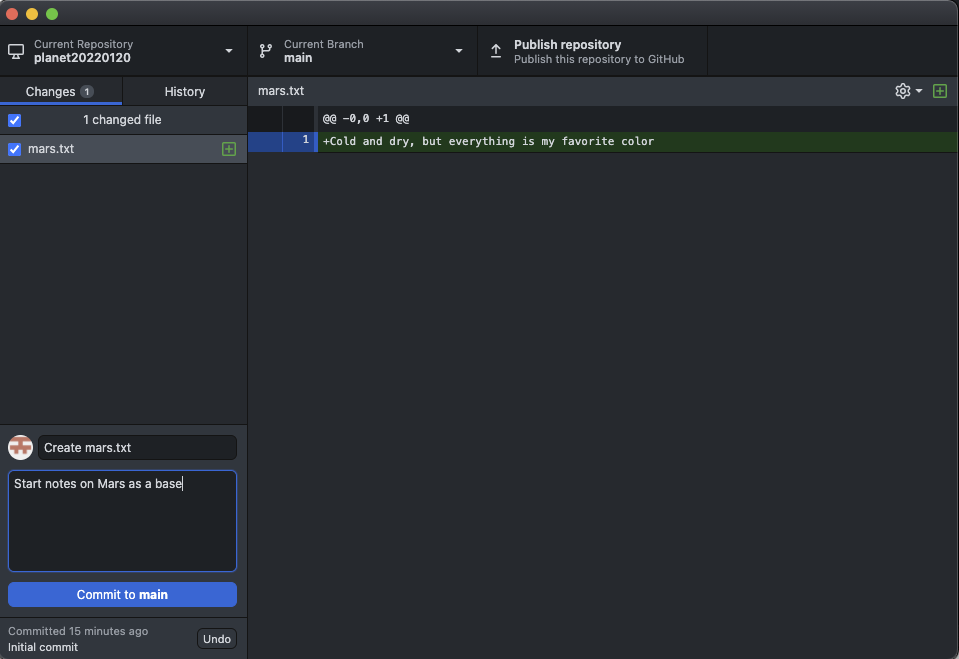 Current Repository
planet20220120
Current Branch
main
Publish repository
Publish this repository to GitHub
Changes 1
History
mars.txt
1 changed file
@@ -0,0 +1 @@
mars.txt
1 +Cold and dry, but everything is my favorite color
Create mars.txt
Start notes on Mars as a base
Commit to main
Committed 15 minutes ago
Initial commit
Undo